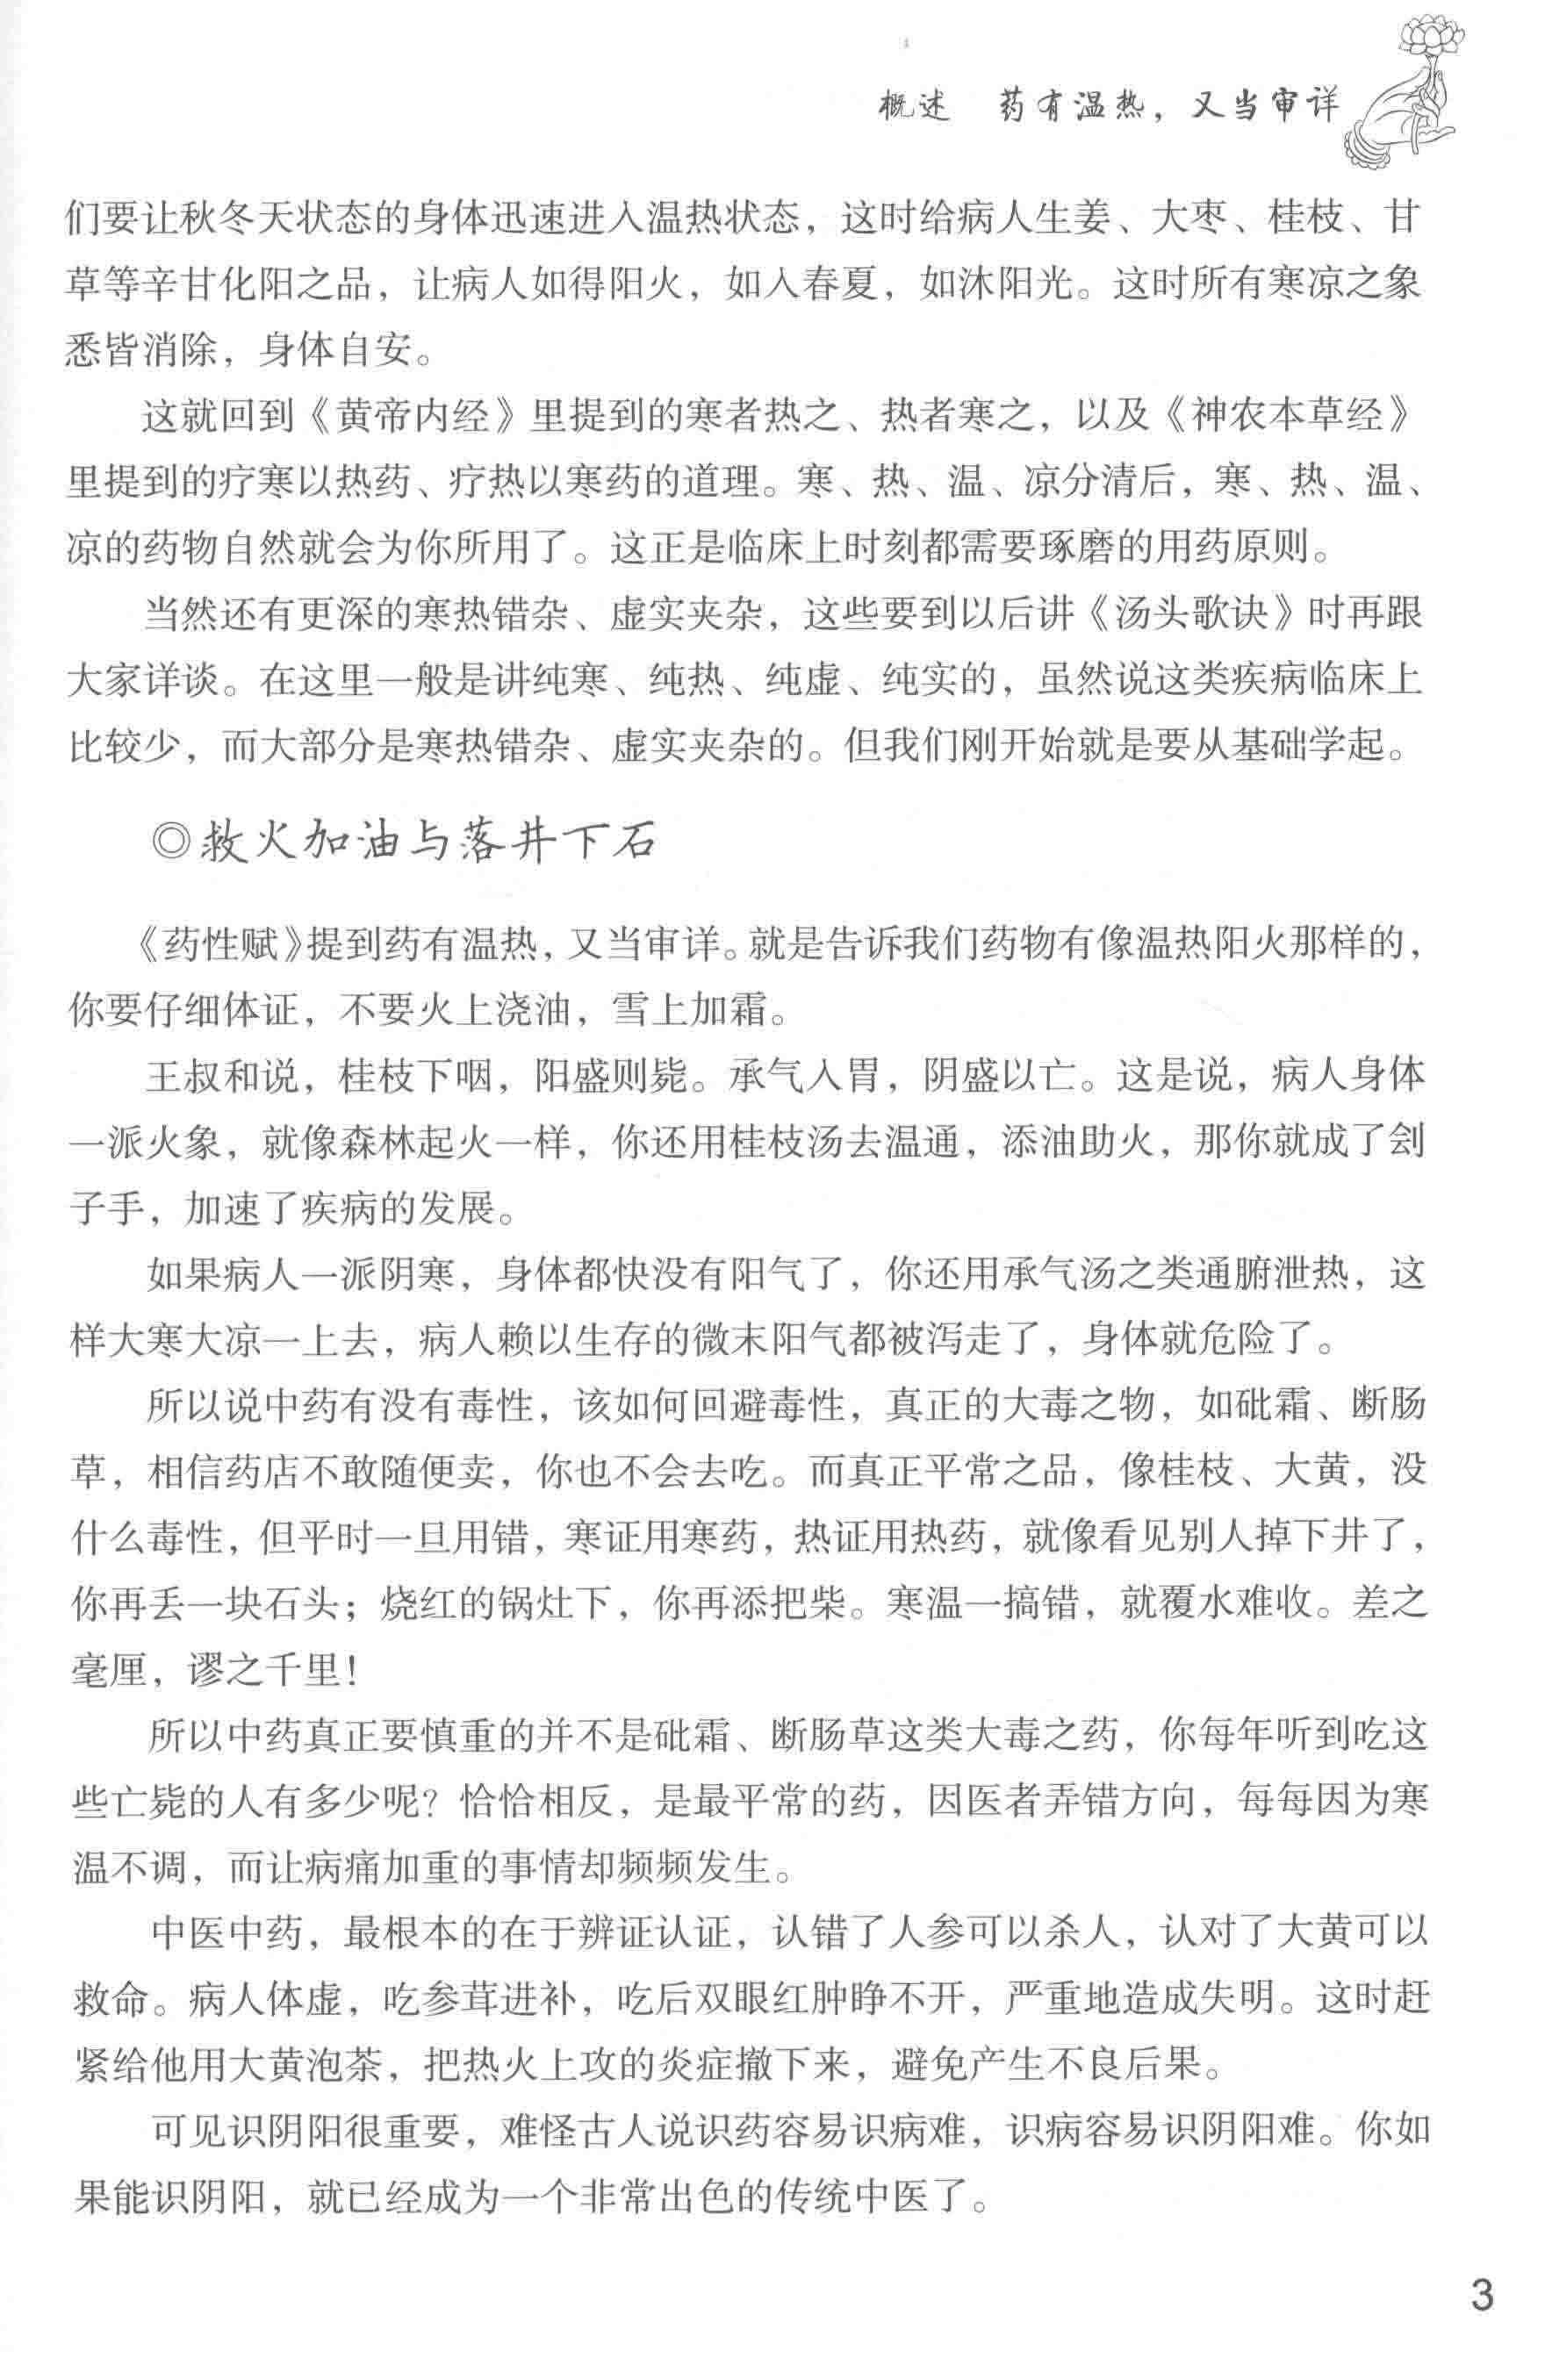 概述　药有温热，又当审详
们要让秋冬天状态的身体迅速进入温热状态，这时给病人生姜、大枣、桂枝、甘
草等辛甘化阳之品，让病人如得阳火，如入春夏，如沐阳光。这时所有寒凉之象
悉皆消除，身体自安。
这就回到《黄帝内经》里提到的寒者热之、热者寒之，以及《神农本草经》
里提到的疗寒以热药、疗热以寒药的道理。寒、热、温、凉分清后，寒、热、温、
凉的药物自然就会为你所用了。这正是临床上时刻都需要琢磨的用药原则。
当然还有更深的寒热错杂、虚实夹杂，这些要到以后讲《汤头歌诀》时再跟
大家详谈。在这里一般是讲纯寒、纯热、纯虚、纯实的，虽然说这类疾病临床上
比较少，而大部分是寒热错杂、虚实夹杂的。但我们刚开始就是要从基础学起。
◎救火加油与落井下石
《药性赋》提到药有温热，又当审详。就是告诉我们药物有像温热阳火那样的，
你要仔细体证，不要火上浇油，雪上加霜。
王叔和说，桂枝下咽，阳盛则毙。承气入胃，阴盛以亡。这是说，病人身体
一派火象，就像森林起火一样，你还用桂枝汤去温通，添油助火，那你就成了刽
子手，加速了疾病的发展。
如果病人一派阴寒，身体都快没有阳气了，你还用承气汤之类通腑泄热，这
样大寒大凉一上去，病人赖以生存的微末阳气都被泻走了，身体就危险了。
所以说中药有没有毒性，该如何回避毒性，真正的大毒之物，如砒霜、断肠
草，相信药店不敢随便卖，你也不会去吃。而真正平常之品，像桂枝、大黄，没
什么毒性，但平时一旦用错，寒证用寒药，热证用热药，就像看见别人掉下井了，
你再丢一块石头；烧红的锅灶下，你再添把柴。寒温一搞错，就覆水难收。差之
毫厘，谬之千里！
所以中药真正要慎重的并不是砒霜、断肠草这类大毒之药，你每年听到吃这
些亡毙的人有多少呢？恰恰相反，是最平常的药，因医者弄错方向，每每因为寒
温不调，而让病痛加重的事情却频频发生。
中医中药，最根本的在于辨证认证，认错了人参可以杀人，认对了大黄可以
救命。病人体虚，吃参茸进补，吃后双眼红肿睁不开，严重地造成失明。这时赶
紧给他用大黄泡茶，把热火上攻的炎症撤下来，避免产生不良后果。
可见识阴阳很重要，难怪古人说识药容易识病难，识病容易识阴阳难。你如
果能识阴阳，就已经成为一个非常出色的传统中医了。
3